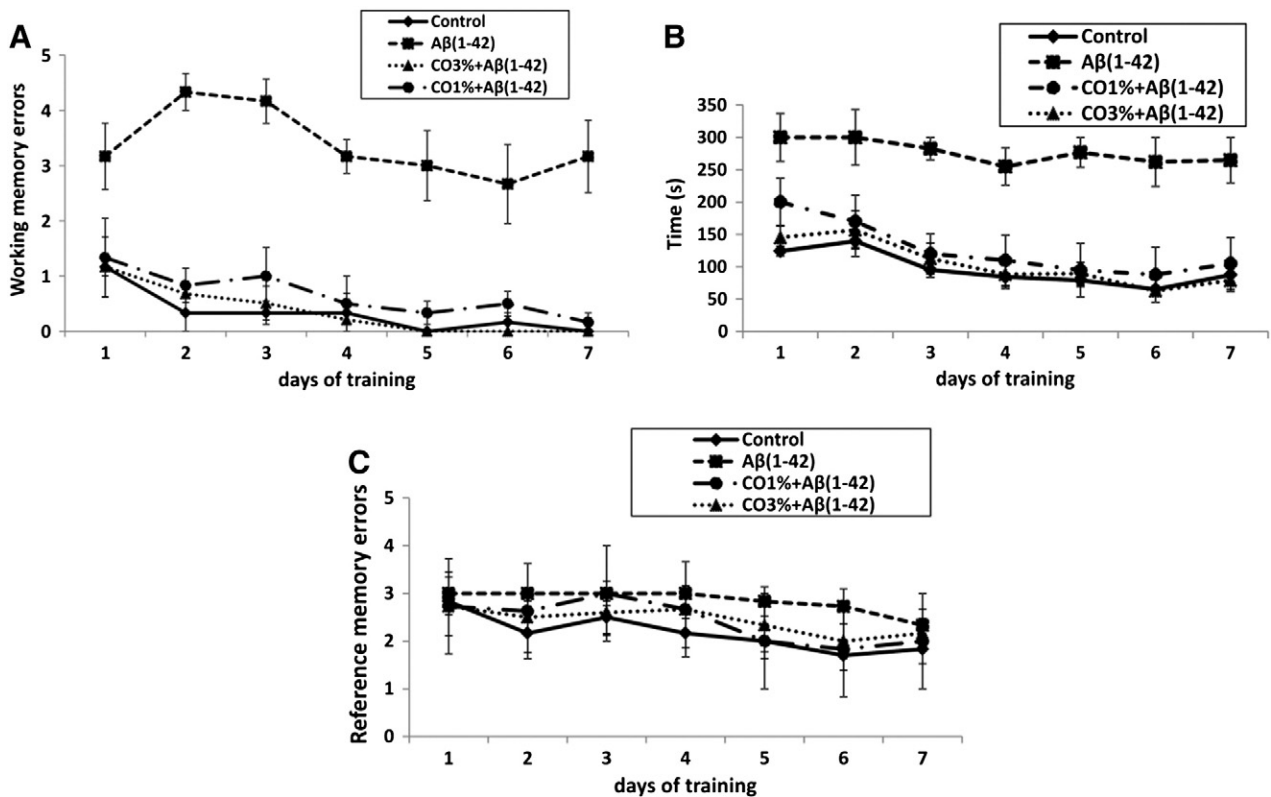 A
Control
Aβ(1-42)
CO3%+Aβ(1-42)
CO1%+Aβ(1-42)
Working memory errors
5
4
3
2
1
0
1 2 3 4 5 6 7
days of training
B
Control
Aβ(1-42)
CO1%+Aβ(1-42)
CO3%+Aβ(1-42)
Time (s)
350
300
250
200
150
100
50
0
1 2 3 4 5 6 7
days of training
C
Control
Aβ(1-42)
CO1%+Aβ(1-42)
CO3%+Aβ(1-42)
Reference memory errors
5
4
3
2
1
0
1 2 3 4 5 6 7
days of training